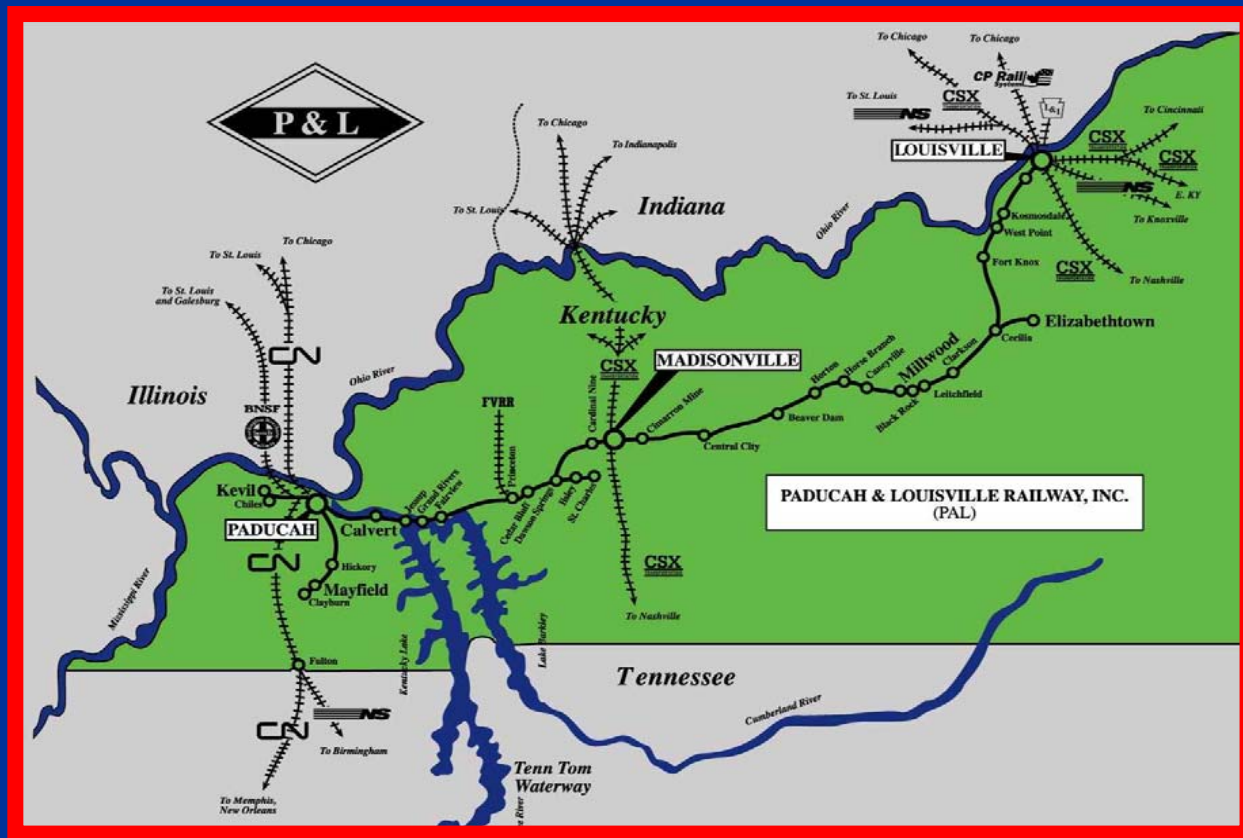 P & L
To Chicago
To Chicago
CP Rail
System
To St. Louis
NS
CSX
L&I
To Cincinnati
CSX
CSX
LOUISVILLE
NS
E. KY
To Knoxville
CSX
To Nashville
Kosmosdale
West Point
Fort Knox
Ohio River
To Chicago
To Indianapolis
To St. Louis
Indiana
To Chicago
To St. Louis
To St. Louis
and Galesburg
CN
Kentucky
CSX
MADISONVILLE
Elizabethtown
Cecilia
Illinois
Ohio River
BNSF
FVRR
Cardinal Nine
Cimarron Mine
Central City
Beaver Dam
Horton
Horse Branch
Caneyville
Millwood
Black Rock
Clarkson
Leitchfield
Kevil
Chiles
PADUCAH
Calvert
Jessup
Grand Rivers
Fairview
Princeton
Cedar Bluff
Dawson Springs
Ilsley
St. Charles
PADUCAH & LOUISVILLE RAILWAY, INC.
(PAL)
CN
Hickory
Mayfield
Clayburn
CSX
To Nashville
Mississippi River
Fulton
Kentucky Lake
Lake Barkley
Tennessee
Cumberland River
CN
NS
To Birmingham
To Memphis,
New Orleans
Tenn Tom
Waterway
River